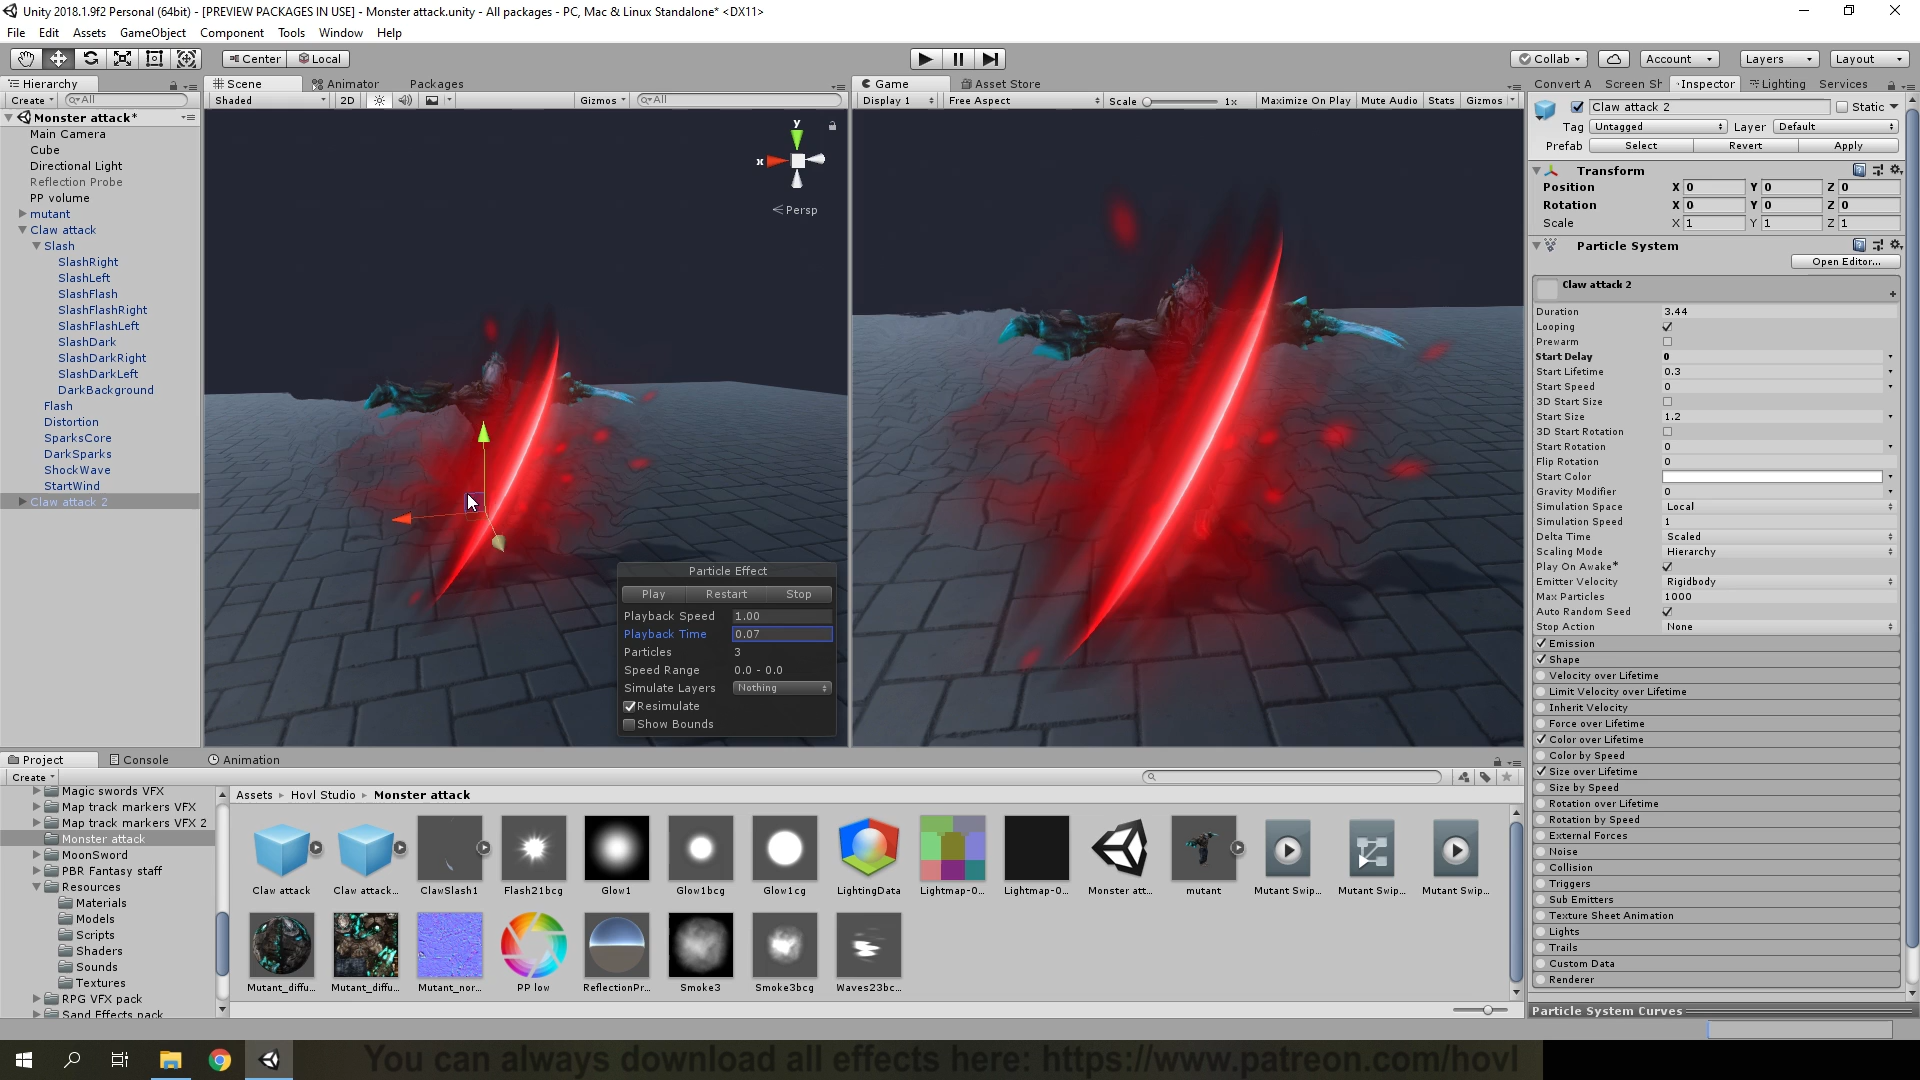 Unity 2018.1.9f2 Personal (64bit) - [PREVIEW PACKAGES IN USE] - Monster attack.unity - All packages - PC, Mac & Linux Standalone* <DX11>
File Edit Assets GameObject Component Tools Window Help
Center Local Collab Account Layers Layout
Hierarchy
Create All
Monster attack*
Main Camera
Cube
Directional Light
Reflection Probe
PP volume
mutant
Claw attack
Slash
SlashRight
SlashLeft
SlashFlash
SlashFlashRight
SlashFlashLeft
SlashDark
SlashDarkRight
SlashDarkLeft
DarkBackground
Flash
Distortion
SparksCore
DarkSparks
ShockWave
StartWind
Claw attack 2
Scene Animator Packages
Shaded 2D Gizmos All
y
x
Persp
Particle Effect
Play Restart Stop
Playback Speed 1.00
Playback Time 0.07
Particles 3
Speed Range 0.0 - 0.0
Simulate Layers Nothing
Resimulate
Show Bounds
Game Asset Store
Display 1 Free Aspect Scale 1x Maximize On Play Mute Audio Stats Gizmos
Convert A Screen Sh Inspector Lighting Services
Claw attack 2 Static
Tag Untagged Layer Default
Prefab Select Revert Apply
Transform
Position X 0 Y 0 Z 0
Rotation X 0 Y 0 Z 0
Scale X 1 Y 1 Z 1
Particle System
Open Editor...
Claw attack 2
Duration 3.44
Looping
Prewarm
Start Delay 0
Start Lifetime 0.3
Start Speed 0
3D Start Size
Start Size 1.2
3D Start Rotation
Start Rotation 0
Flip Rotation 0
Start Color
Gravity Modifier 0
Simulation Space Local
Simulation Speed 1
Delta Time Scaled
Scaling Mode Hierarchy
Play On Awake*
Emitter Velocity Rigidbody
Max Particles 1000
Auto Random Seed
Stop Action None
Emission
Shape
Velocity over Lifetime
Limit Velocity over Lifetime
Inherit Velocity
Force over Lifetime
Color over Lifetime
Color by Speed
Size over Lifetime
Size by Speed
Rotation over Lifetime
Rotation by Speed
External Forces
Noise
Collision
Triggers
Sub Emitters
Texture Sheet Animation
Lights
Trails
Custom Data
Renderer
Particle System Curves
Project Console Animation
Create
Magic swords VFX
Map track markers VFX
Map track markers VFX 2
Monster attack
MoonSword
PBR Fantasy staff
Resources
Materials
Models
Scripts
Shaders
Sounds
Textures
RPG VFX pack
Sand Effects pack
Assets Hovl Studio Monster attack
Claw attack Claw attack... ClawSlash1 Flash21bcg Glow1 Glow1bcg Glow1cg LightingData Lightmap-0... Lightmap-0... Monster att... mutant Mutant Swip... Mutant Swip... Mutant Swip...
Mutant_diffu... Mutant_diffu... Mutant_nor... PP low ReflectionPr... Smoke3 Smoke3bcg Waves23bc...
You can always download all effects here: https://www.patreon.com/hovl